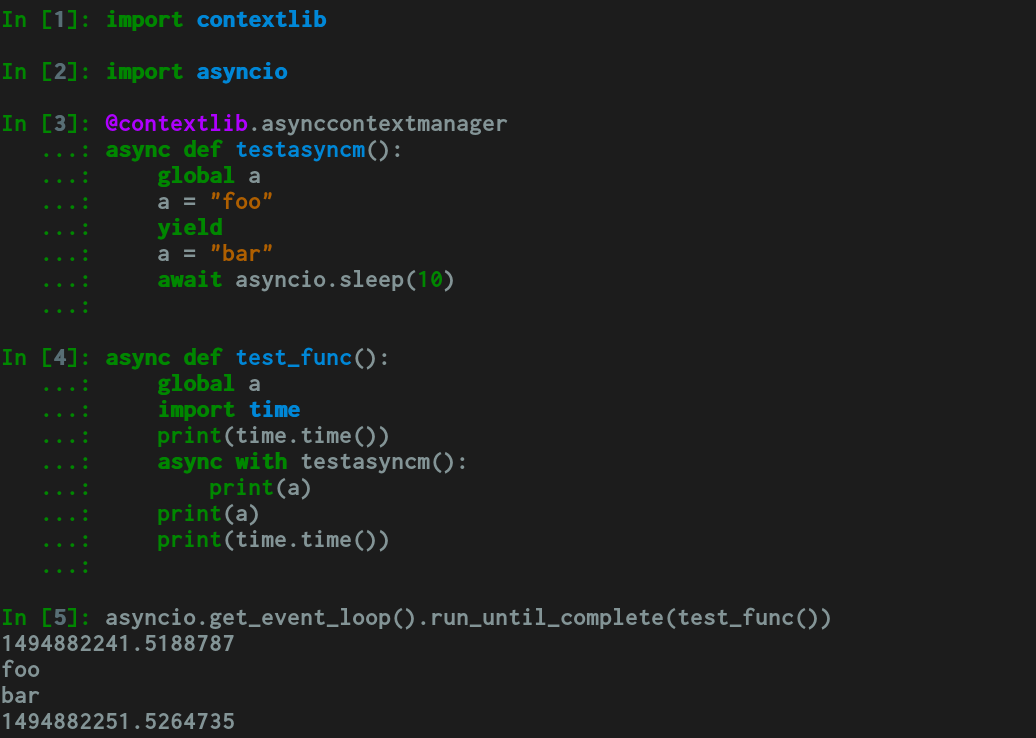 In [1]: import contextlib
In [2]: import asyncio
In [3]: @contextlib.asynccontextmanager
   ...: async def testasyncm():
   ...:     global a
   ...:     a = "foo"
   ...:     yield
   ...:     a = "bar"
   ...:     await asyncio.sleep(10)
   ...:
In [4]: async def test_func():
   ...:     global a
   ...:     import time
   ...:     print(time.time())
   ...:     async with testasyncm():
   ...:         print(a)
   ...:     print(a)
   ...:     print(time.time())
   ...:
In [5]: asyncio.get_event_loop().run_until_complete(test_func())
1494882241.5188787
foo
bar
1494882251.5264735